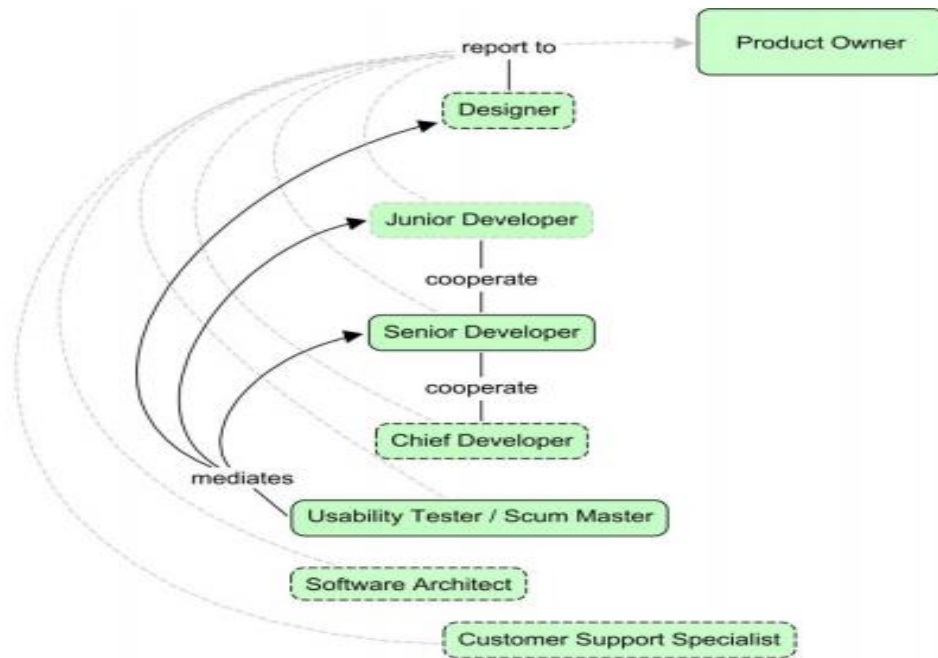 report to
Product Owner
Designer
Junior Developer
cooperate
Senior Developer
cooperate
Chief Developer
mediates
Usability Tester / Scum Master
Software Architect
Customer Support Specialist